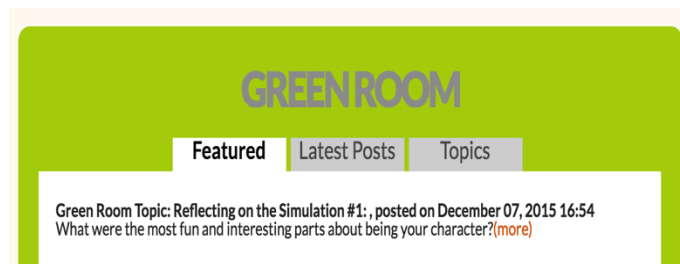 GREEN ROOM
Featured Latest Posts Topics
Green Room Topic: Reflecting on the Simulation #1: , posted on December 07, 2015 16:54
What were the most fun and interesting parts about being your character?(more)